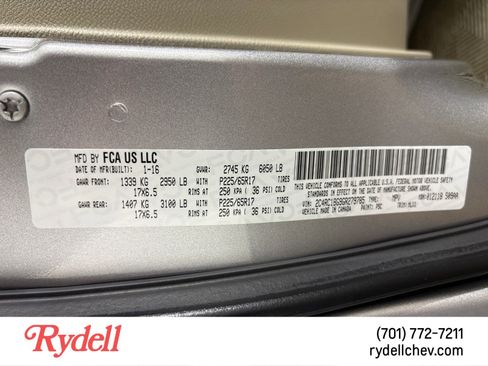 MFD BY FCA US LLC
DATE OF MFR(BUILT): 1-16 GVWR: 2745 KG 6050 LB
GAWR FRONT: 1339 KG 2950 LB WITH P225/65R17 TIRES
17X6.5 RIMS AT 250 KPA ( 36 PSI) COLD
GAWR REAR: 1407 KG 3100 LB WITH P225/65R17 TIRES
17X6.5 RIMS AT 250 KPA ( 36 PSI) COLD
THIS VEHICLE CONFORMS TO ALL APPLICABLE U.S.A. FEDERAL MOTOR VEHICLE SAFETY
STANDARDS IN EFFECT ON THE DATE OF MANUFACTURE SHOWN ABOVE.
VIN: TYPE: MPV
MADE IN CANADA PAINT: PSC TRIM:
Rydell
(701) 772-7211
rydellchev.com